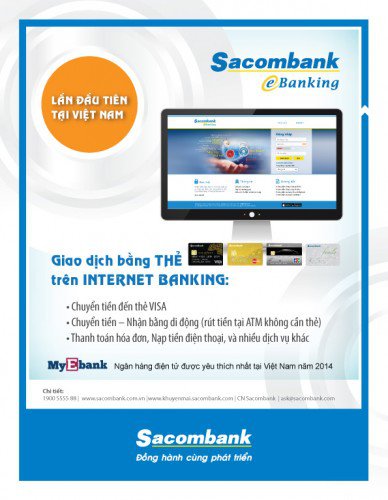 Sacombank
eBanking
LẦN ĐẦU TIÊN
TẠI VIỆT NAM
Sacombank
eBanking
Giao dịch bằng THẺ
trên INTERNET BANKING:
• Chuyển tiền đến thẻ VISA
• Chuyển tiền – Nhận bằng di động (rút tiền tại ATM không cần thẻ)
• Thanh toán hóa đơn, Nạp tiền điện thoại, và nhiều dịch vụ khác
MyEbank Ngân hàng điện tử được yêu thích nhất tại Việt Nam năm 2014
Chi tiết:
1900 5555 88 | www.sacombank.com.vn |www.khuyenmai.sacombank.com | CN Sacombank | ask@sacombank.com
Sacombank
Đồng hành cùng phát triển